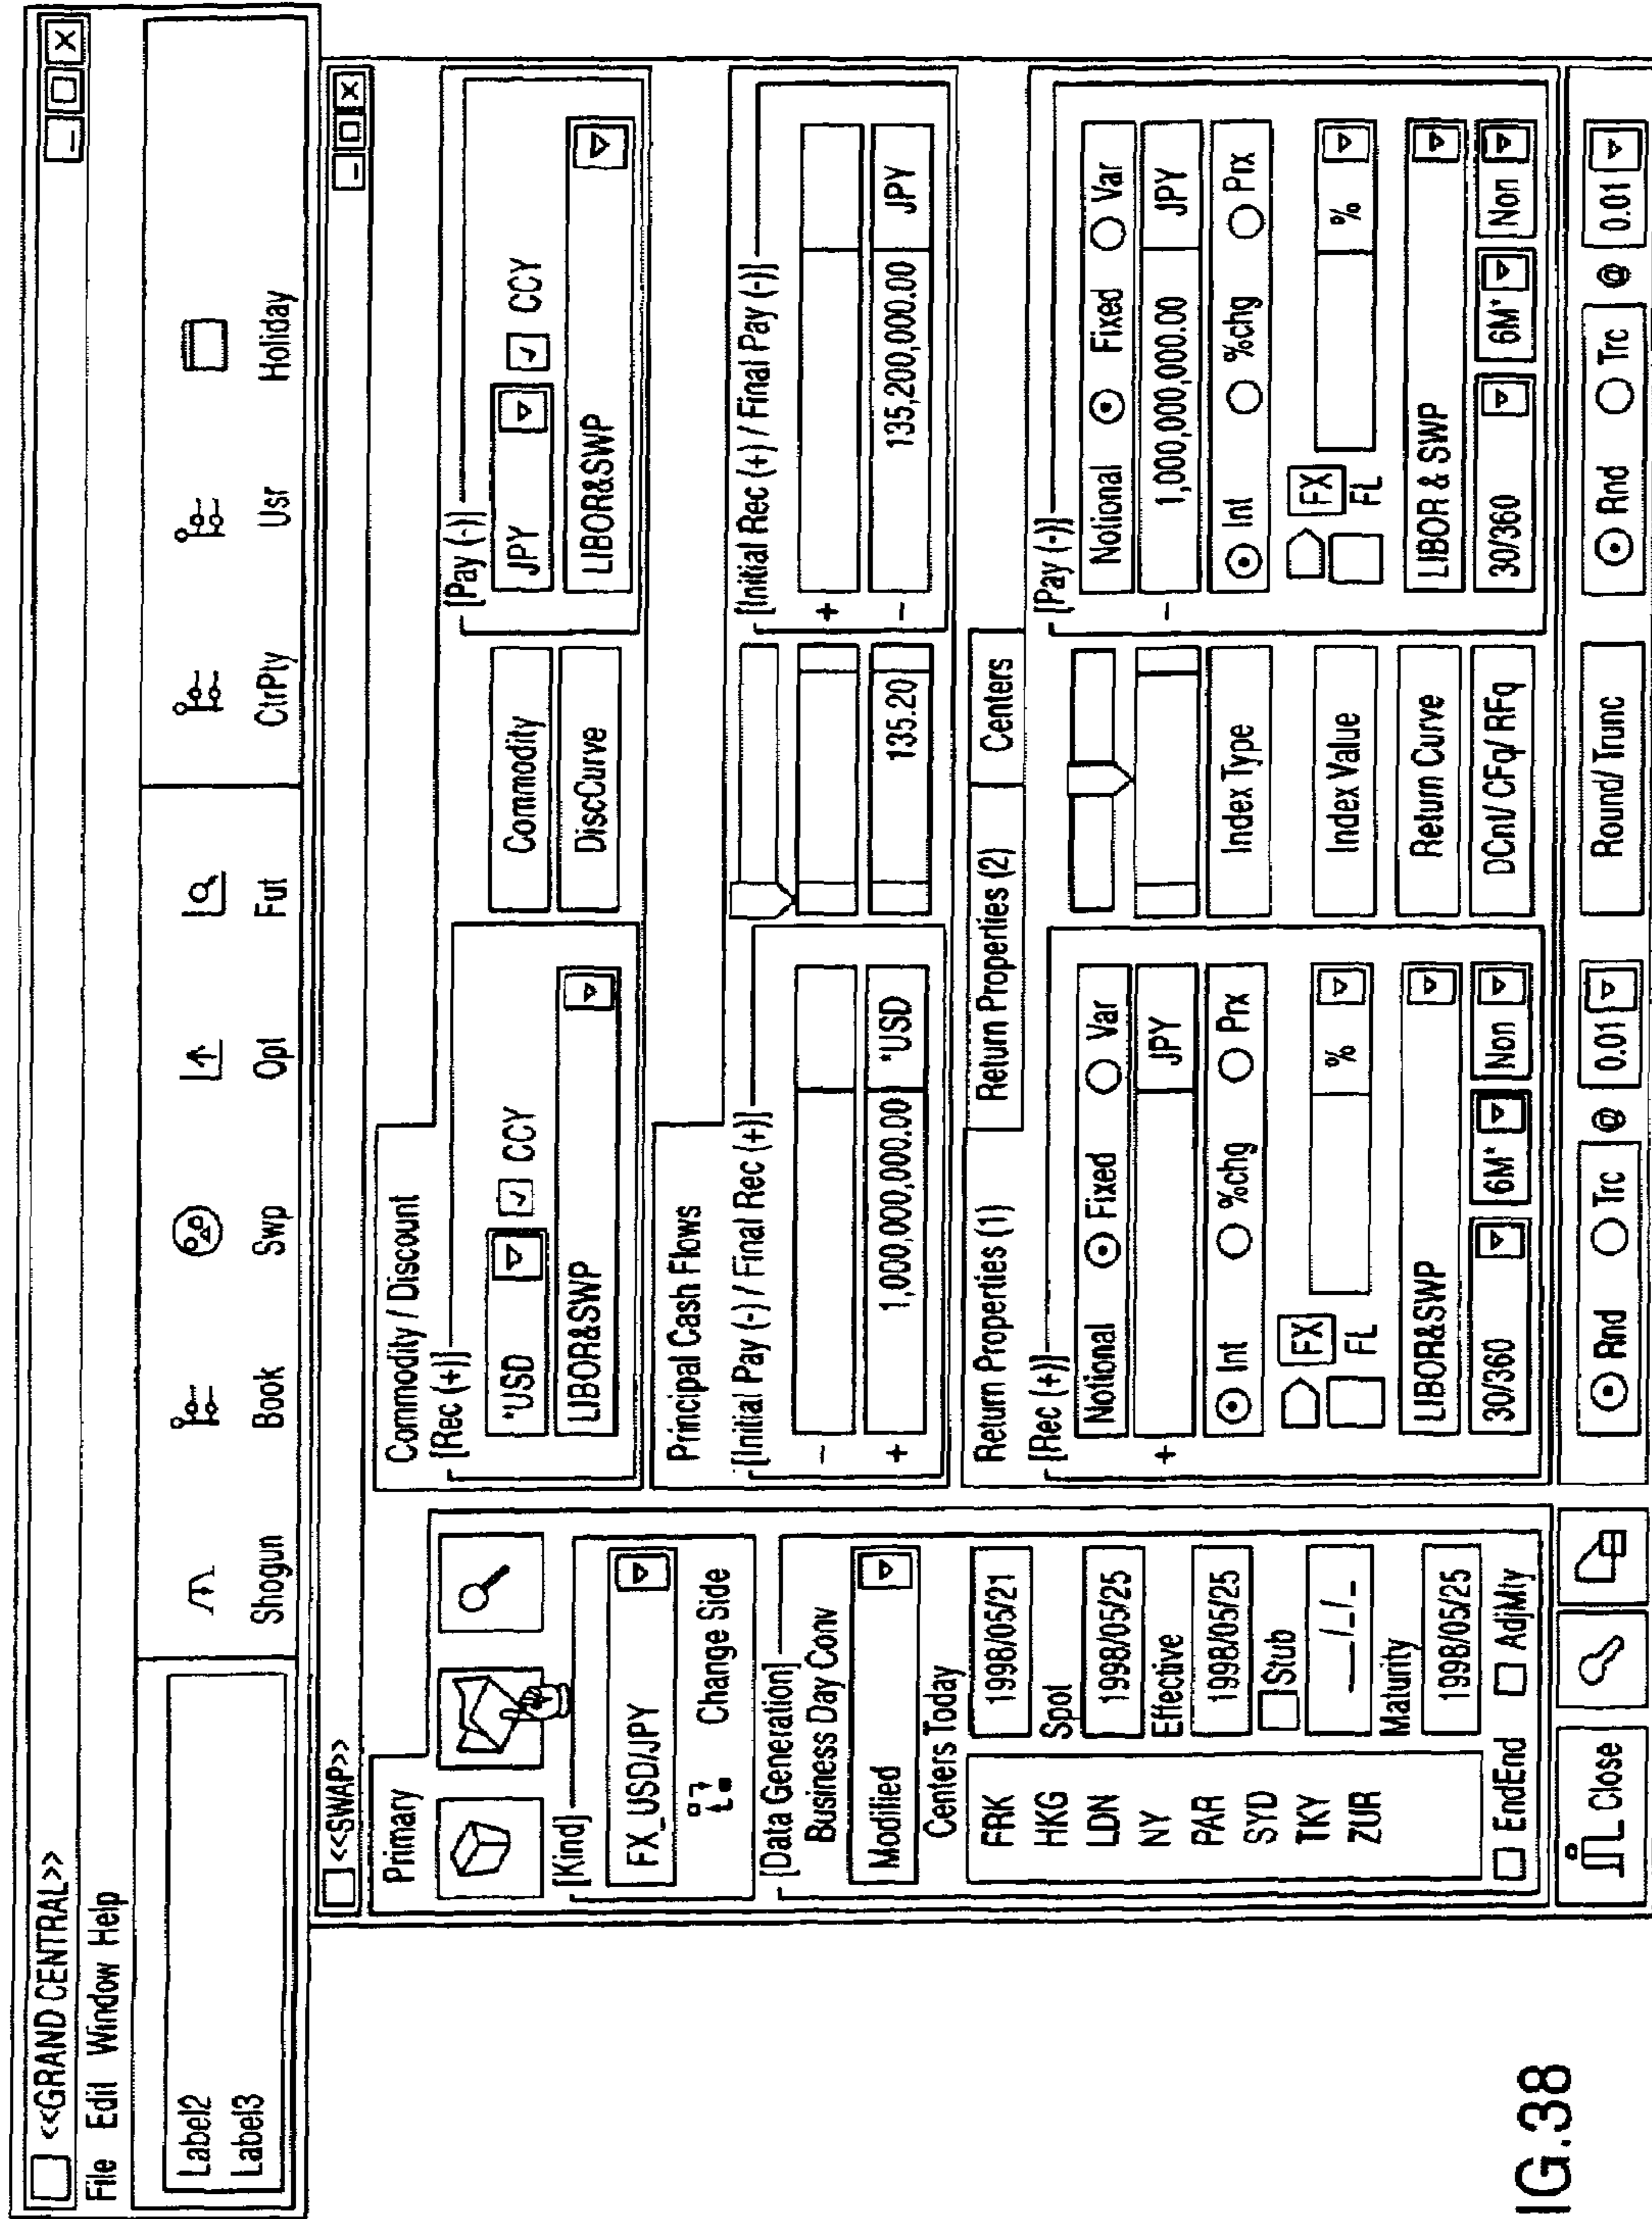 <<GRAND CENTRAL>>
File Edit Window Help
Label2
Label3
Shogun Book Swp Opt Fut CtrPty Usr Holiday
<<SWAP>>
Primary
[Kind]
FX_USD/JPY
Change Side
[Data Generation]
Business Day Conv
Modified
Centers Today
FRK
HKG
LDN
NY
PAR
SYD
TKY
ZUR
1998/05/21
Spot
1998/05/25
Effective
1998/05/25
Stub
__/_/_
Maturity
1998/05/25
EndEnd AdjMty
Close
Commodity / Discount
[Rec (+)]
*USD CCY
LIBOR&SWP
Commodity
DiscCurve
[Pay (-)]
JPY CCY
LIBOR&SWP
Principal Cash Flows
[Initial Pay (-) / Final Rec (+)]
-
+ 1,000,000,000.00 *USD
135.20
[Initial Rec (+) / Final Pay (-)]
+
- 135,200,000.00 JPY
Return Properties (1) Return Properties (2) Centers
[Rec (+)]
Notional Fixed Var
+ JPY
Int %chg Prx
FX
FL
%
LIBOR&SWP
30/360 6M* Non
Index Type
Index Value
Return Curve
DCnt/ CFq/ RFq
[Pay (-)]
Notional Fixed Var
- 1,000,000,000.00 JPY
Int %chg Prx
FX
FL
%
LIBOR & SWP
30/360 6M* Non
Rnd Trc @ 0.01
Round/ Trunc
Rnd Trc @ 0.01
IG.38